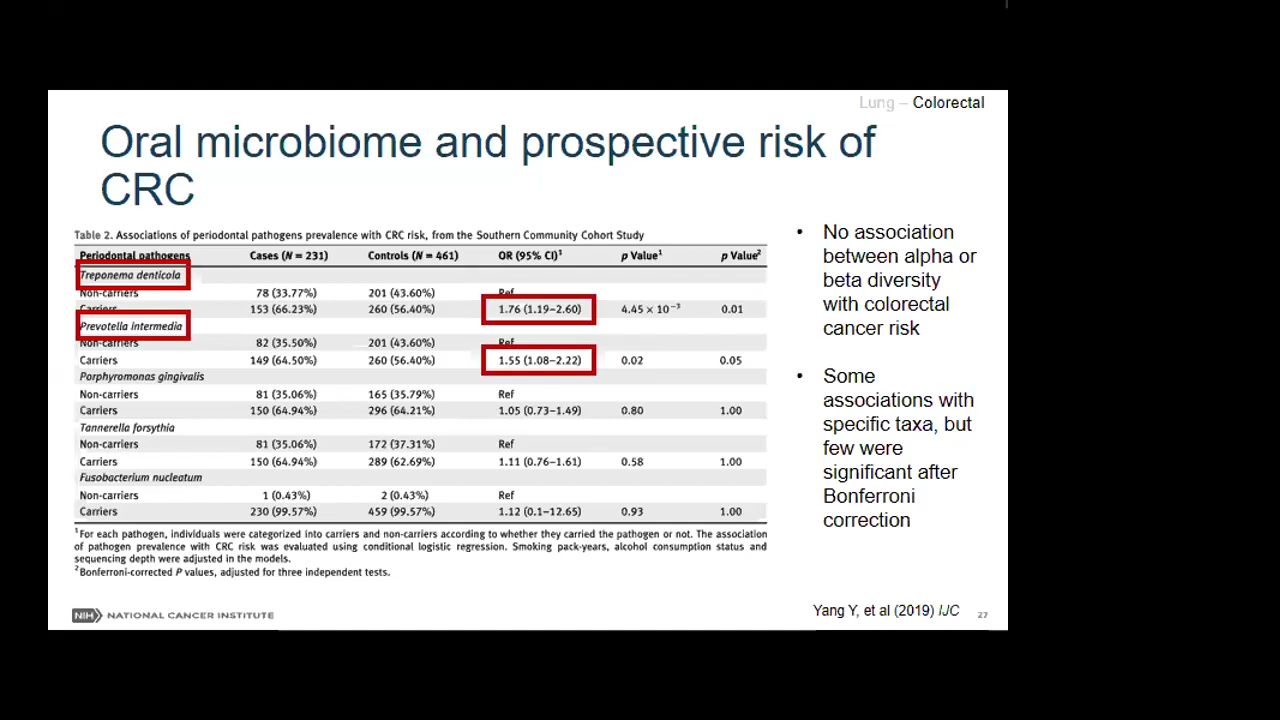 Lung – Colorectal
Oral microbiome and prospective risk of
CRC
Table 2. Associations of periodontal pathogens prevalence with CRC risk, from the Southern Community Cohort Study
Periodontal pathogens Cases (N = 231) Controls (N = 461) OR (95% CI)1 p Value1 p Value2
Treponema denticola
Non-carriers 78 (33.77%) 201 (43.60%) Ref
Carriers 153 (66.23%) 260 (56.40%) 1.76 (1.19–2.60) 4.45 × 10−3 0.01
Prevotella intermedia
Non-carriers 82 (35.50%) 201 (43.60%) Ref
Carriers 149 (64.50%) 260 (56.40%) 1.55 (1.08–2.22) 0.02 0.05
Porphyromonas gingivalis
Non-carriers 81 (35.06%) 165 (35.79%) Ref
Carriers 150 (64.94%) 296 (64.21%) 1.05 (0.73–1.49) 0.80 1.00
Tannerella forsythia
Non-carriers 81 (35.06%) 172 (37.31%) Ref
Carriers 150 (64.94%) 289 (62.69%) 1.11 (0.76–1.61) 0.58 1.00
Fusobacterium nucleatum
Non-carriers 1 (0.43%) 2 (0.43%) Ref
Carriers 230 (99.57%) 459 (99.57%) 1.12 (0.1–12.65) 0.93 1.00
1For each pathogen, individuals were categorized into carriers and non-carriers according to whether they carried the pathogen or not. The association
of pathogen prevalence with CRC risk was evaluated using conditional logistic regression. Smoking pack-years, alcohol consumption status and
sequencing depth were adjusted in the models.
2Bonferroni-corrected P values, adjusted for three independent tests.
• No association
between alpha or
beta diversity
with colorectal
cancer risk
• Some
associations with
specific taxa, but
few were
significant after
Bonferroni
correction
NIH NATIONAL CANCER INSTITUTE
Yang Y, et al (2019) IJC 27